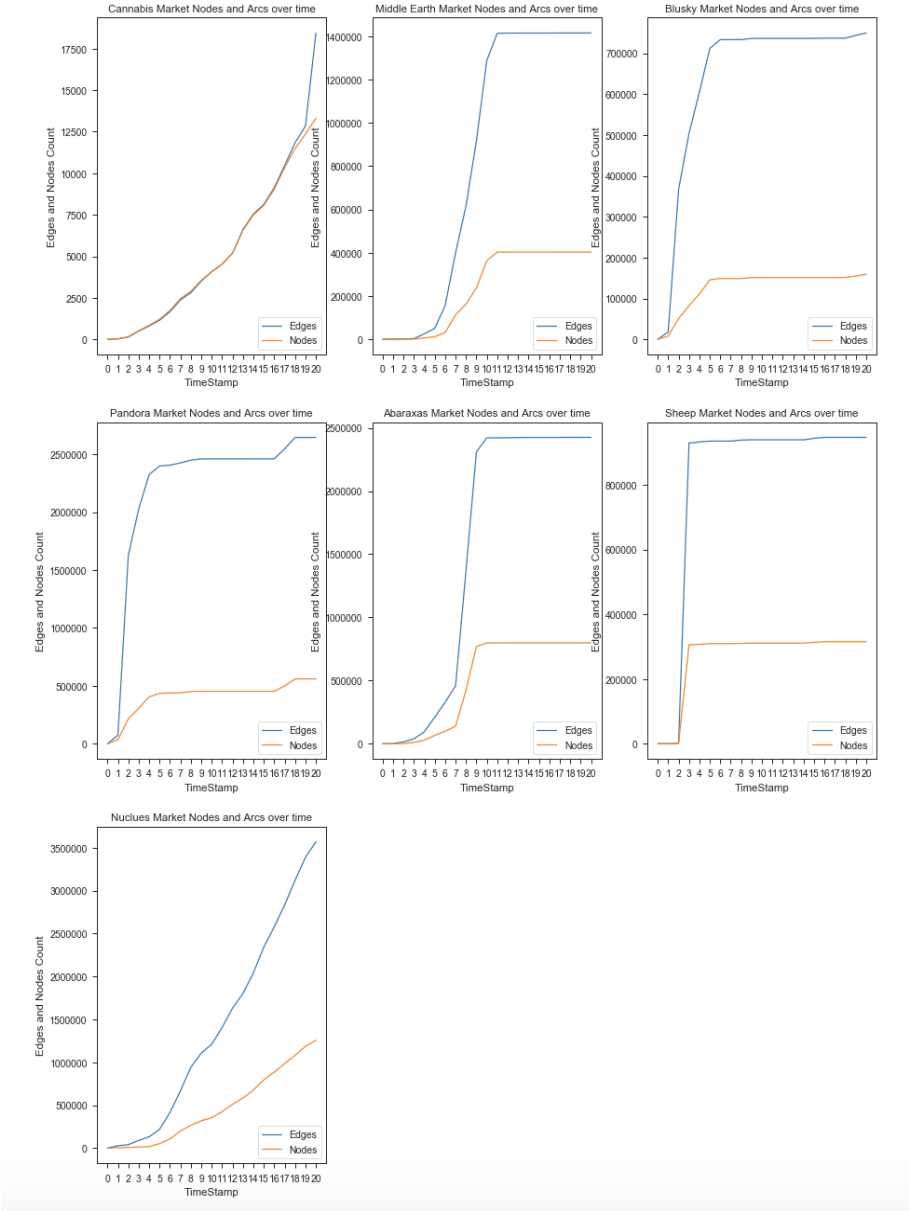 Cannabis Market Nodes and Arcs over time
Edges and Nodes Count
17500
15000
12500
10000
7500
5000
2500
0
Edges
Nodes
0 1 2 3 4 5 6 7 8 9 10 11 12 13 14 15 16 17 18 19 20
TimeStamp
Middle Earth Market Nodes and Arcs over time
Edges and Nodes Count
1400000
1200000
1000000
800000
600000
400000
200000
0
Edges
Nodes
0 1 2 3 4 5 6 7 8 9 10 11 12 13 14 15 16 17 18 19 20
TimeStamp
Blusky Market Nodes and Arcs over time
Edges and Nodes Count
700000
600000
500000
400000
300000
200000
100000
0
Edges
Nodes
0 1 2 3 4 5 6 7 8 9 10 11 12 13 14 15 16 17 18 19 20
TimeStamp
Pandora Market Nodes and Arcs over time
Edges and Nodes Count
2500000
2000000
1500000
1000000
500000
0
Edges
Nodes
0 1 2 3 4 5 6 7 8 9 10 11 12 13 14 15 16 17 18 19 20
TimeStamp
Abaraxas Market Nodes and Arcs over time
Edges and Nodes Count
2500000
2000000
1500000
1000000
500000
0
Edges
Nodes
0 1 2 3 4 5 6 7 8 9 10 11 12 13 14 15 16 17 18 19 20
TimeStamp
Sheep Market Nodes and Arcs over time
Edges and Nodes Count
800000
600000
400000
200000
0
Edges
Nodes
0 1 2 3 4 5 6 7 8 9 10 11 12 13 14 15 16 17 18 19 20
TimeStamp
Nuclues Market Nodes and Arcs over time
Edges and Nodes Count
3500000
3000000
2500000
2000000
1500000
1000000
500000
0
Edges
Nodes
0 1 2 3 4 5 6 7 8 9 10 11 12 13 14 15 16 17 18 19 20
TimeStamp